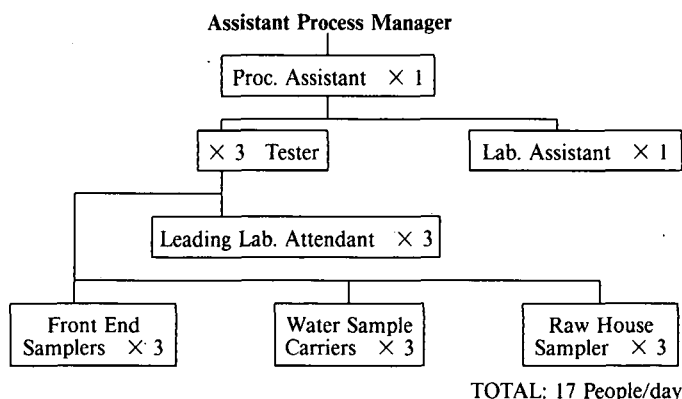 Assistant Process Manager
Proc. Assistant × 1
× 3 Tester
Lab. Assistant × 1
Leading Lab. Attendant × 3
Front End
Samplers × 3
Water Sample
Carriers × 3
Raw House
Sampler × 3
TOTAL: 17 People/day